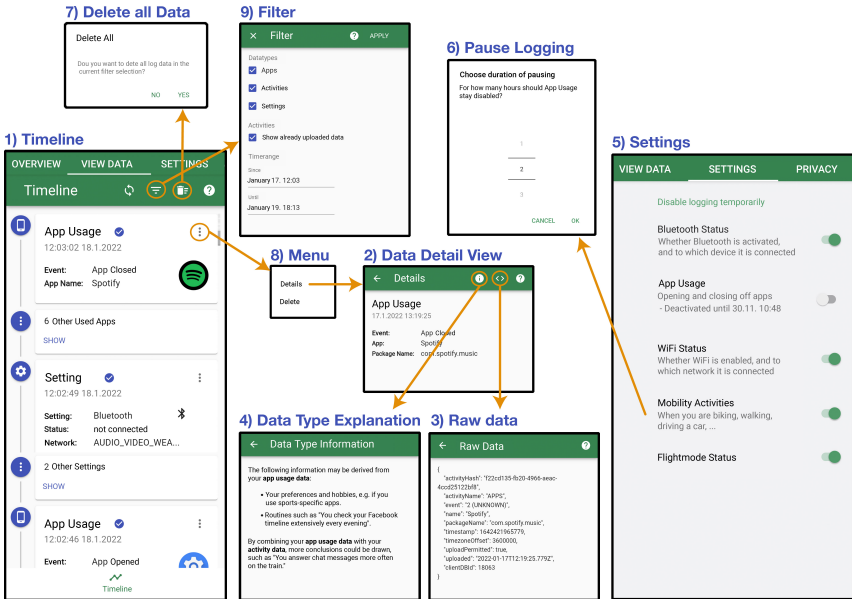 7) Delete all Data
Delete All
Dou you want to dete all log data in the
current filte selection?
NO YES
9) Filter
Filter ? APPLY
Datatypes
Apps
Activities
Settings
Activities
Show already uploaded data
Timerange
Since
January 17. 12:03
Until
January 19. 18:13
6) Pause Logging
Choose duration of pausing
For how many hours should App Usage
stay disabled?
1
2
3
CANCEL OK
1) Timeline
OVERVIEW VIEW DATA SETTINGS
Timeline ?
App Usage
12:03:02 18.1.2022
Event: App Closed
App Name: Spotify
6 Other Used Apps
SHOW
Setting
12:02:49 18.1.2022
Setting: Bluetooth
Status: not connected
Network: AUDIO_VIDEO_WEA...
2 Other Settings
SHOW
App Usage
12:02:46 18.1.2022
Event: App Opened
Timeline
8) Menu
Details
Delete
2) Data Detail View
Details ?
App Usage
17.1.2022 13:19:25
Event: App Closed
App: Spotify
Package Name: com.spotify.music
4) Data Type Explanation
Data Type Information
The following information may be derived from
your app usage data:
• Your preferences and hobbies, e.g. if you
use sports-specific apps.
• Routines such as "You check your Facebook
timeline extensively every evening".
By combining your app usage data with your
activity data, more conclusions could be drawn,
such as "You answer chat messages more often
on the train."
3) Raw data
Raw Data ?
{
"activityHash": "f22cd135-fb20-4966-aeac-
4ccd25122bf8",
"activityName": "APPS",
"event": "2 (UNKNOWN)",
"name": "Spotify",
"packageName": "com.spotify.music",
"timestamp": 1642421965779,
"timezoneOffset": 3600000,
"uploadPermitted": true,
"uploaded": "2022-01-17T12:19:25.779Z",
"clientDBId": 18063
}
5) Settings
VIEW DATA SETTINGS PRIVACY
Disable logging temporarily
Bluetooth Status
Whether Bluetooth is activated,
and to which device it is connected
App Usage
Opening and closing off apps
- Deactivated until 30.11. 10:48
WiFi Status
Whether WiFi is enabled, and to
which network it is connected
Mobility Activities
When you are biking, walking,
driving a car, ...
Flightmode Status